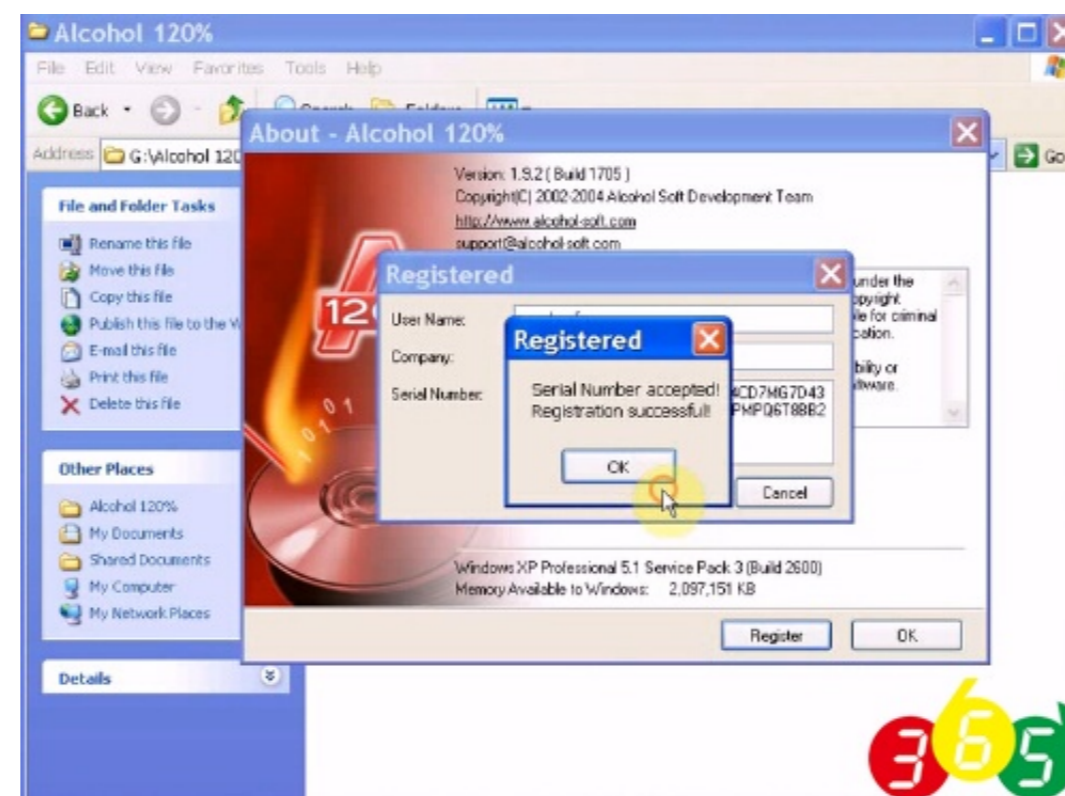 Alcohol 120%
File Edit View Favorites Tools Help
Back Search Folders
About - Alcohol 120%
Address G:\Alcohol 120 Go
Version: 1.9.2 ( Build 1705 )
Copyright(C) 2002-2004 Alcohol Soft Development Team
http://www.alcohol-soft.com
support@alcohol-soft.com
File and Folder Tasks
Rename this file
Move this file
Copy this file
Publish this file to the W
E-mail this file
Print this file
Delete this file
Registered
under the
opyright
le for criminal
cation.
bility or
ftware.
12
User Name:
Company:
Serial Number:
4CD7MG7D43
PMPQ6T8BB2
Registered
Serial Number accepted!
Registration successful!
OK
Cancel
Other Places
Alcohol 120%
My Documents
Shared Documents
My Computer
My Network Places
Windows XP Professional 5.1 Service Pack 3 (Build 2600)
Memory Available to Windows: 2,097,151 KB
Register OK
Details
365